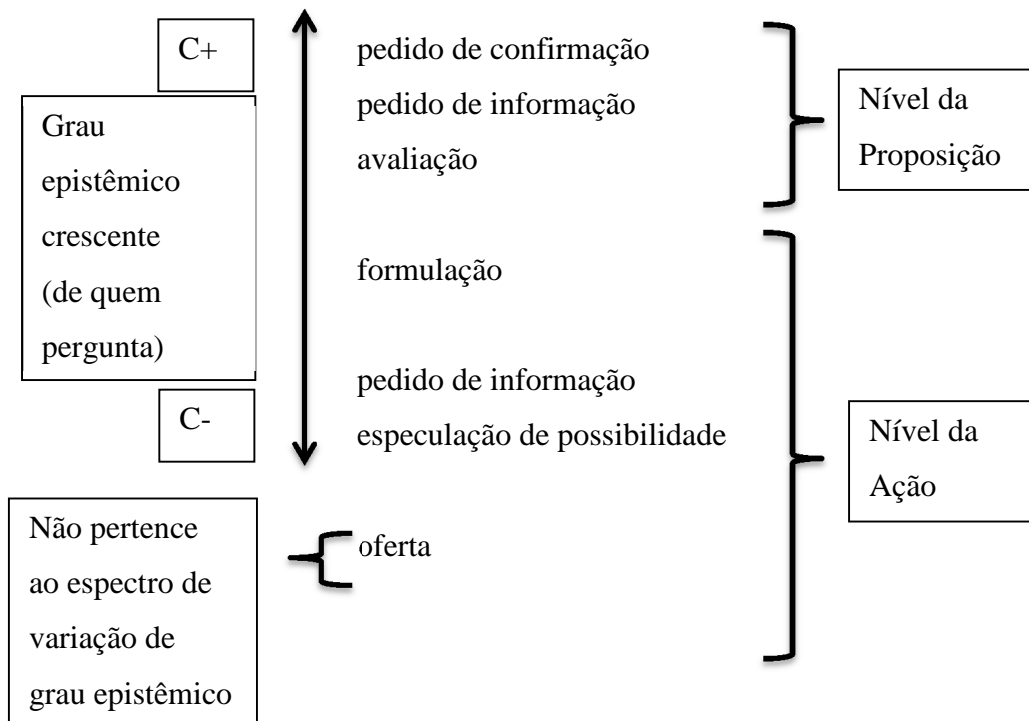 C+
Grau
epistêmico
crescente
(de quem
pergunta)
C-
Não pertence
ao espectro de
variação de
grau epistêmico
pedido de confirmação
pedido de informação
avaliação
formulação
pedido de informação
especulação de possibilidade
oferta
Nível da
Proposição
Nível da
Ação